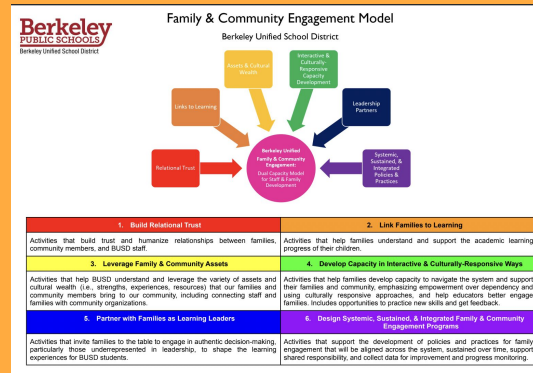 Berkeley
PUBLIC SCHOOLS
Berkeley Unified School District
Family & Community Engagement Model
Berkeley Unified School District
Assets & Cultural
Wealth
Interactive &
Culturally-
Responsive
Capacity
Development
Links to Learning
Leadership
Partners
Relational Trust
Berkeley Unified
Family & Community
Engagement:
Dual Capacity Model
for Staff & Family
Development
Systemic,
Sustained, &
Integrated
Policies &
Practices
1. Build Relational Trust
2. Link Families to Learning
Activities that build trust and humanize relationships between families,
community members, and BUSD staff.
Activities that help families understand and support the academic learning
progress of their children.
3. Leverage Family & Community Assets
4. Develop Capacity in Interactive & Culturally-Responsive Ways
Activities that help BUSD understand and leverage the variety of assets and
cultural wealth (i.e., strengths, experiences, resources) that our families and
community members bring to our community, including connecting staff and
families with community organizations.
Activities that help families develop capacity to navigate the system and support
their families and community, emphasizing empowerment over dependency and
using culturally responsive approaches, and help educators better engage
families. Includes opportunities to practice new skills and get feedback.
5. Partner with Families as Learning Leaders
6. Design Systemic, Sustained, & Integrated Family & Community
Engagement Programs
Activities that invite families to the table to engage in authentic decision-making,
particularly those underrepresented in leadership, to shape the learning
experiences for BUSD students.
Activities that support the development of policies and practices for family
engagement that will be aligned across the system, sustained over time, support
shared responsibility, and collect data for improvement and progress monitoring.